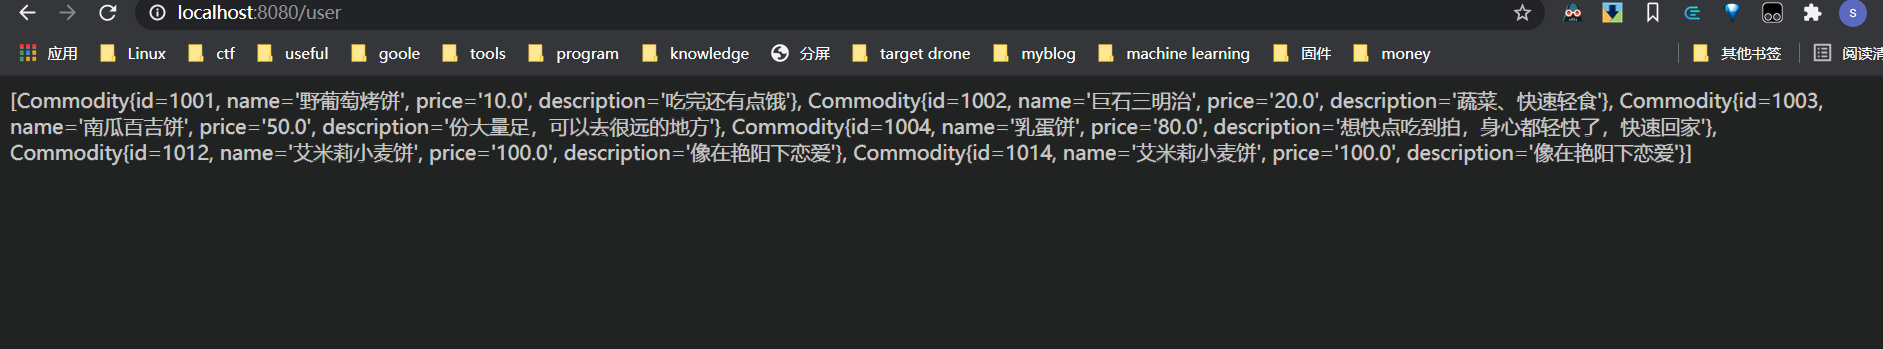 localhost:8080/user
S
应用 Linux ctf useful goole tools program knowledge 分屏 target drone myblog machine learning 固件 money 其他书签 阅读清
[Commodity{id=1001, name='野葡萄烤饼', price='10.0', description='吃完还有点饿'}, Commodity{id=1002, name='巨石三明治', price='20.0', description='蔬菜、快速轻食'}, Commodity{id=1003,
name='南瓜百吉饼', price='50.0', description='份大量足，可以去很远的地方'}, Commodity{id=1004, name='乳蛋饼', price='80.0', description='想快点吃到拍，身心都轻快了，快速回家'},
Commodity{id=1012, name='艾米莉小麦饼', price='100.0', description='像在艳阳下恋爱'}, Commodity{id=1014, name='艾米莉小麦饼', price='100.0', description='像在艳阳下恋爱'}]